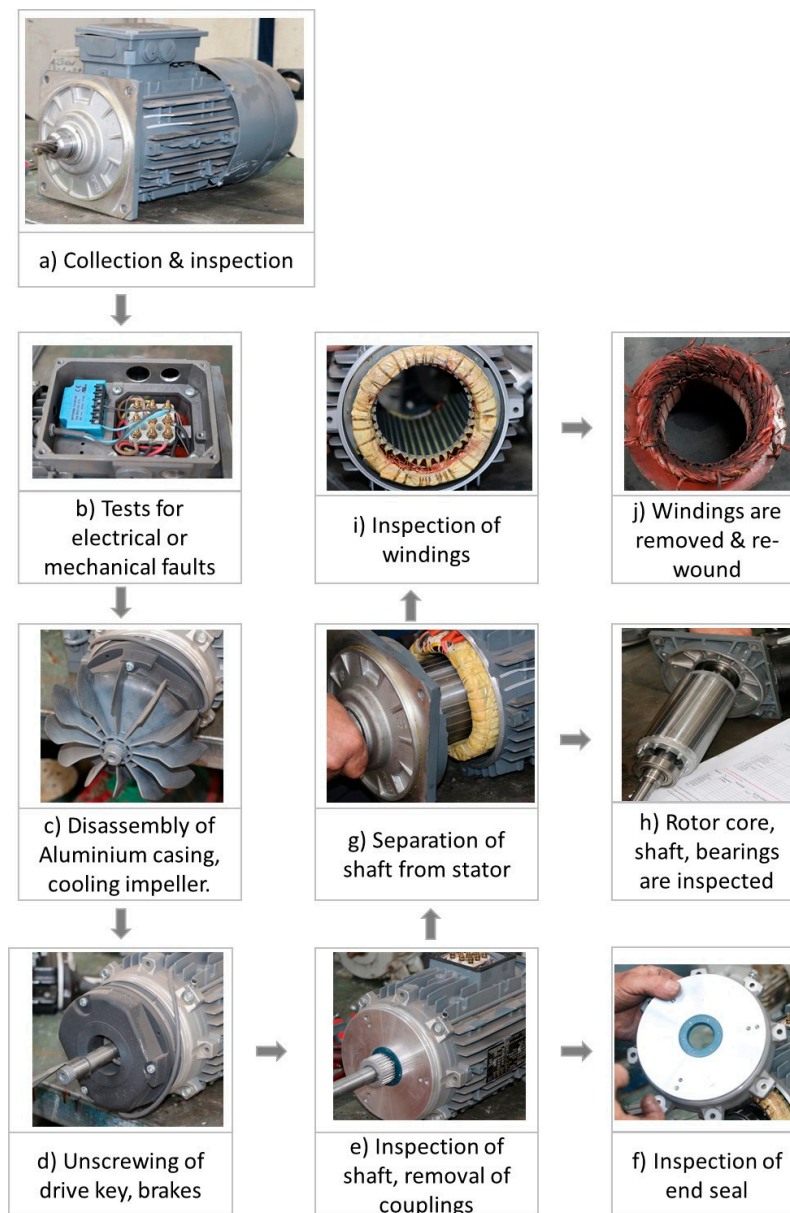 a) Collection & inspection
b) Tests for
electrical or
mechanical faults
i) Inspection of
windings
j) Windings are
removed & re-
wound
c) Disassembly of
Aluminium casing,
cooling impeller.
g) Separation of
shaft from stator
h) Rotor core,
shaft, bearings
are inspected
d) Unscrewing of
drive key, brakes
e) Inspection of
shaft, removal of
couplings
f) Inspection of
end seal